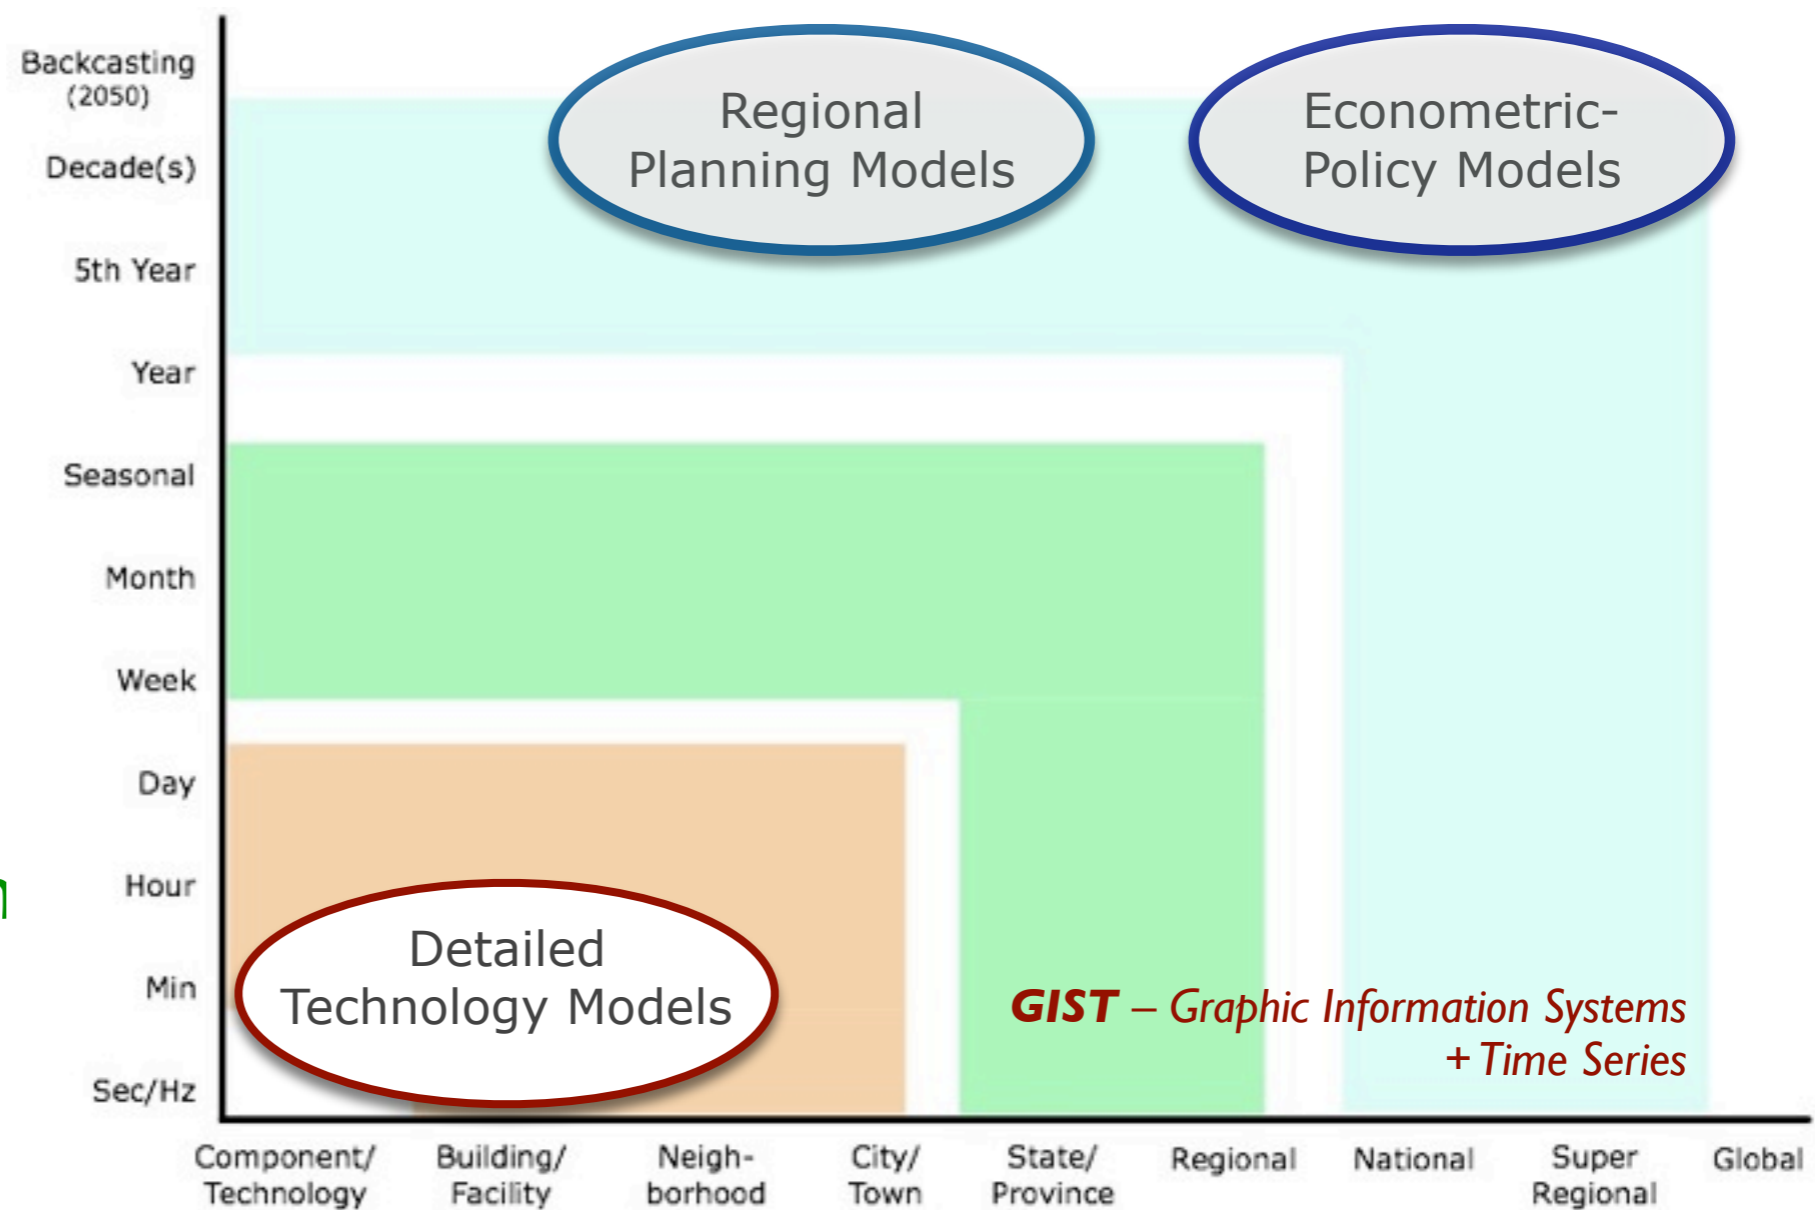 Backcasting
(2050)
Decade(s)
5th Year
Year
Seasonal
Month
Week
Day
Hour
Min
Sec/Hz
Regional
Planning Models
Econometric-
Policy Models
Detailed
Technology Models
GIST – Graphic Information Systems
+ Time Series
Component/
Technology
Building/
Facility
Neigh-
borhood
City/
Town
State/
Province
Regional
National
Super
Regional
Global